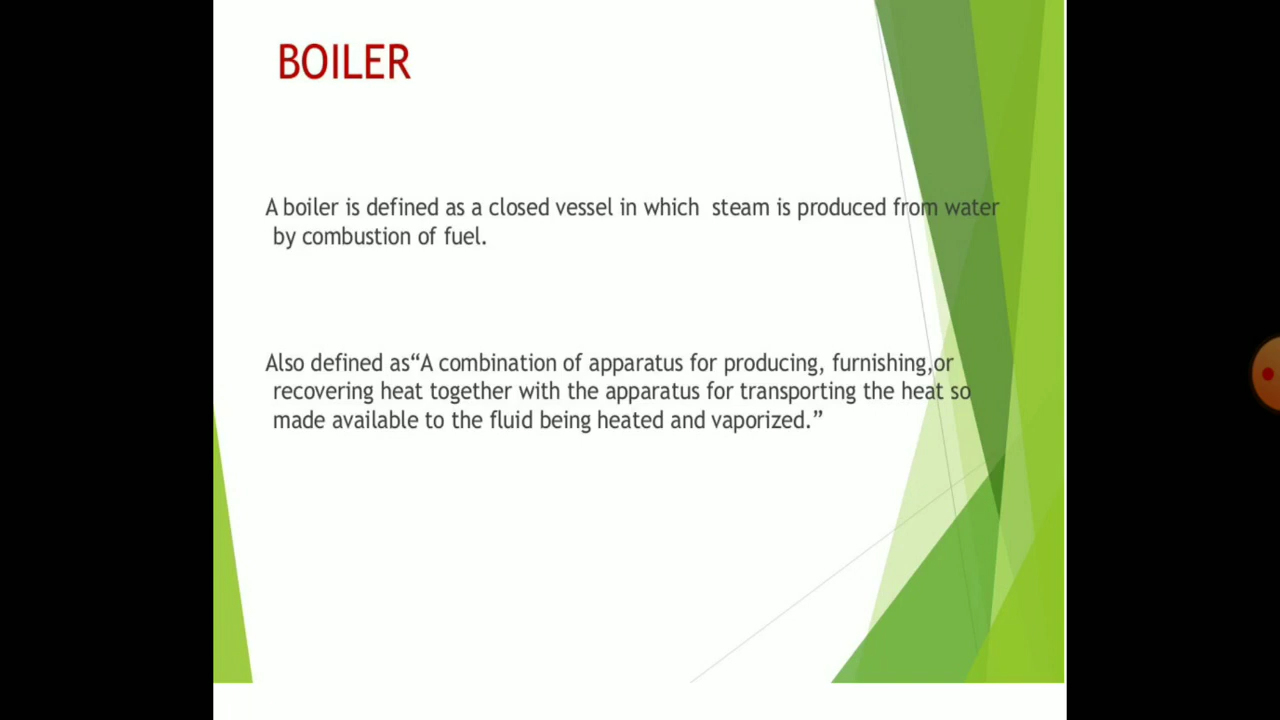 BOILER
A boiler is defined as a closed vessel in which steam is produced from water
by combustion of fuel.
Also defined as“A combination of apparatus for producing, furnishing,or
recovering heat together with the apparatus for transporting the heat so
made available to the fluid being heated and vaporized.”